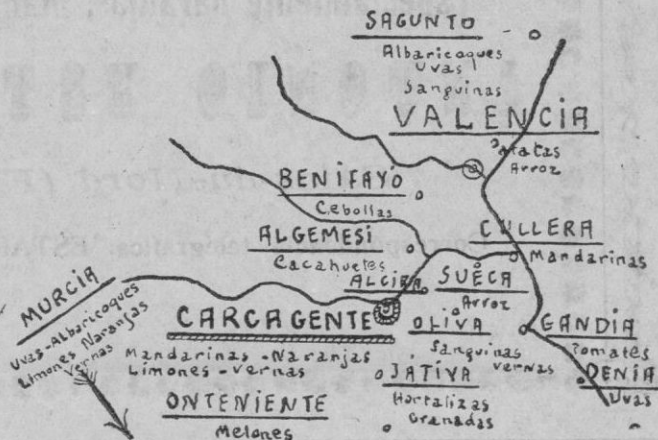 SAGUNTO
Albaricoques
Uvas
Sanguinas
VALENCIA
Patatas
Arroz
BENIFAYO
Cebollas
ALGEMESI
Cacahuetes
CULLERA
Mandarinas
ALCIRA
SUECA
Arroz
MURCIA
Uvas-Albaricoques
Limones Naranjas
Vernas
CARCAGENTE
Mandarinas - Naranjas
Limones - Vernas
OLIVA
Sanguinas
Vernas
GANDIA
Tomates
DENIA
Uvas
JATIVA
Hortalizas
Granadas
ONTENIENTE
Melones